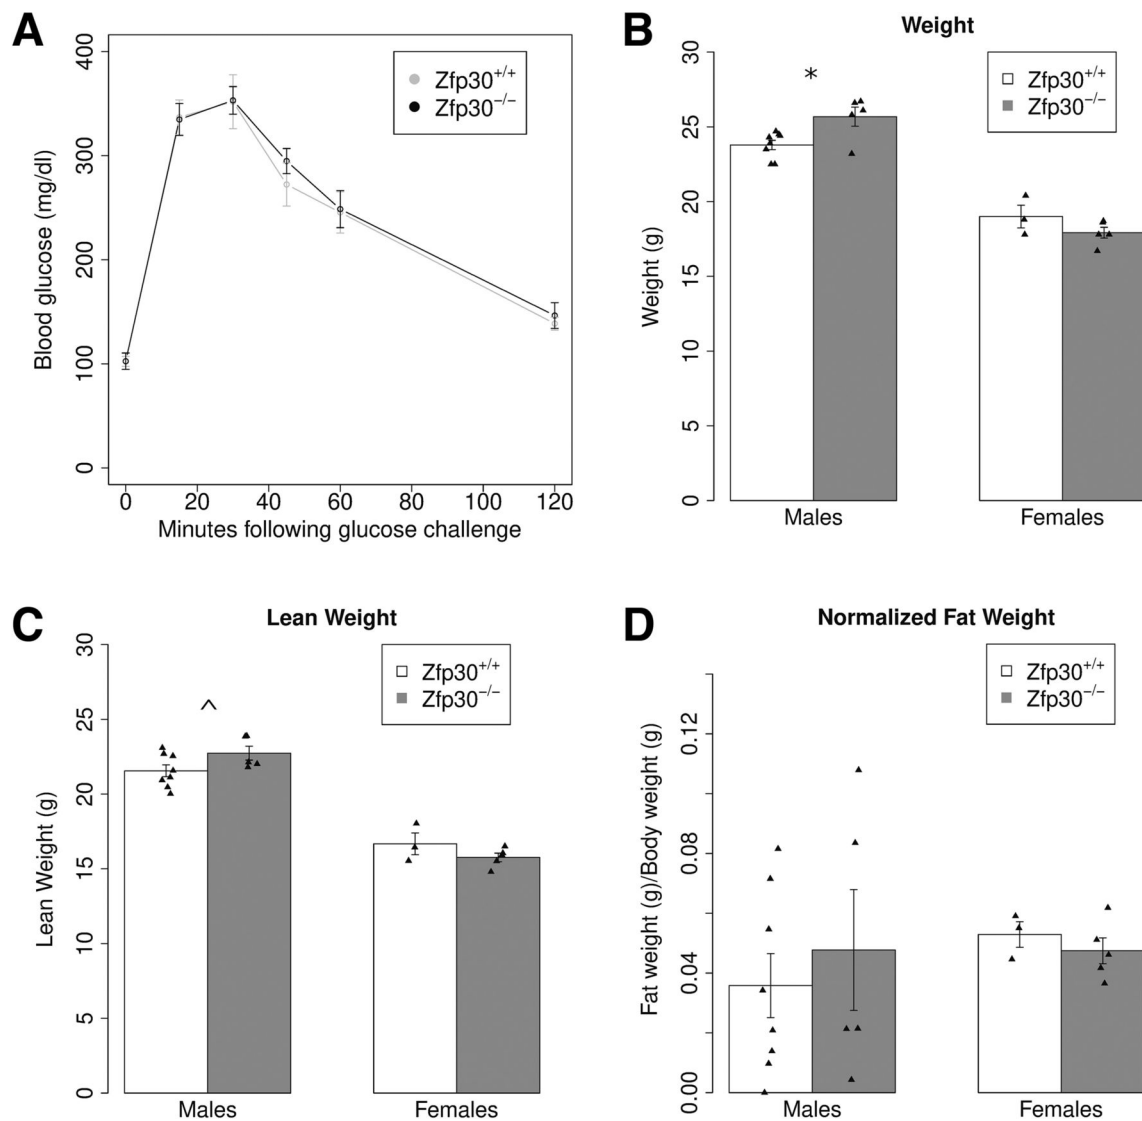 A
Blood glucose (mg/dl)
400
300
200
100
0
Zfp30+/+
Zfp30−/−
0 20 40 60 80 100 120
Minutes following glucose challenge
B
Weight
Weight (g)
30
25
20
15
10
5
0
*
Zfp30+/+
Zfp30−/−
Males Females
C
Lean Weight
Lean Weight (g)
30
25
20
15
10
5
0
^
Zfp30+/+
Zfp30−/−
Males Females
D
Normalized Fat Weight
Fat weight (g)/Body weight (g)
0.12
0.08
0.04
0.00
Zfp30+/+
Zfp30−/−
Males Females